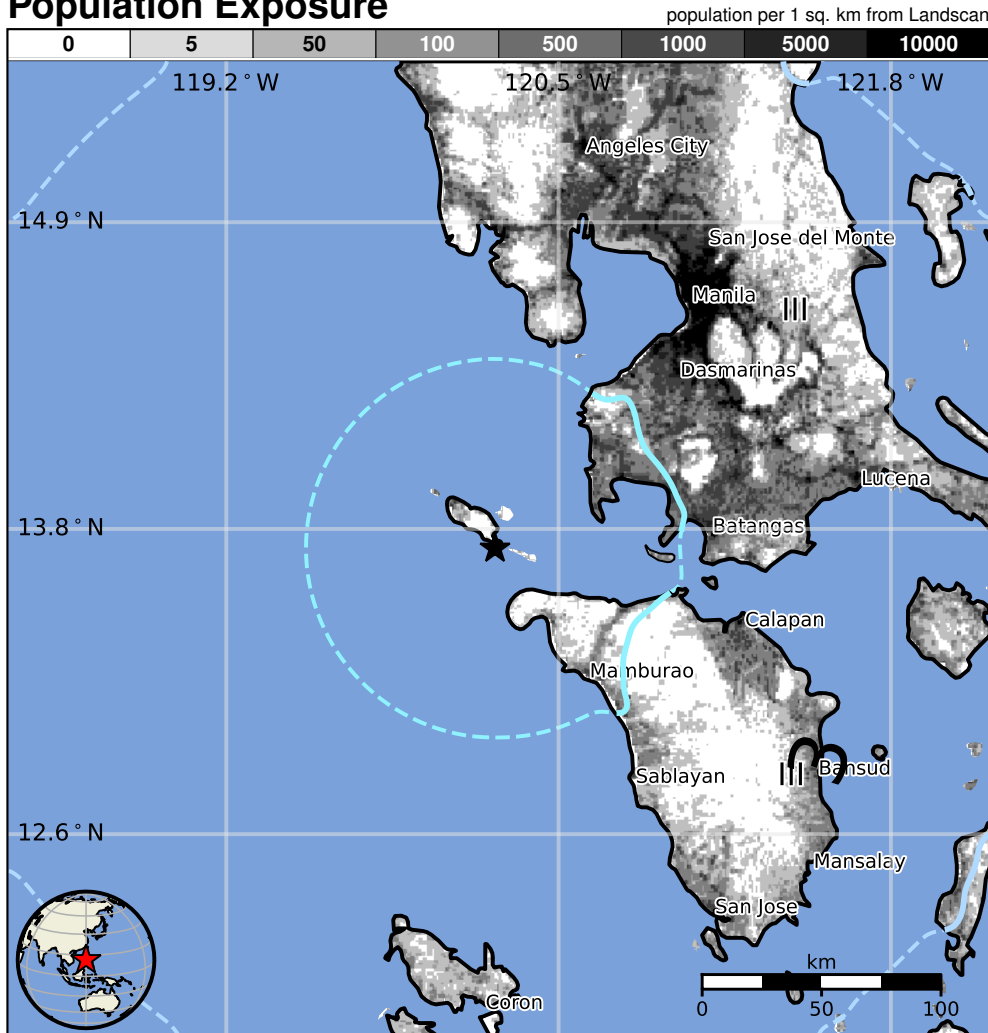 Population Exposure
population per 1 sq. km from Landscan
0 5 50 100 500 1000 5000 10000
119.2°W 120.5°W 121.8°W
Angeles City
14.9°N
San Jose del Monte
Manila
III
Dasmarinas
Lucena
13.8°N
Batangas
Calapan
Mamburao
Sablayan
III
Bansud
12.6°N
Mansalay
San Jose
km
0 50 100
Coron